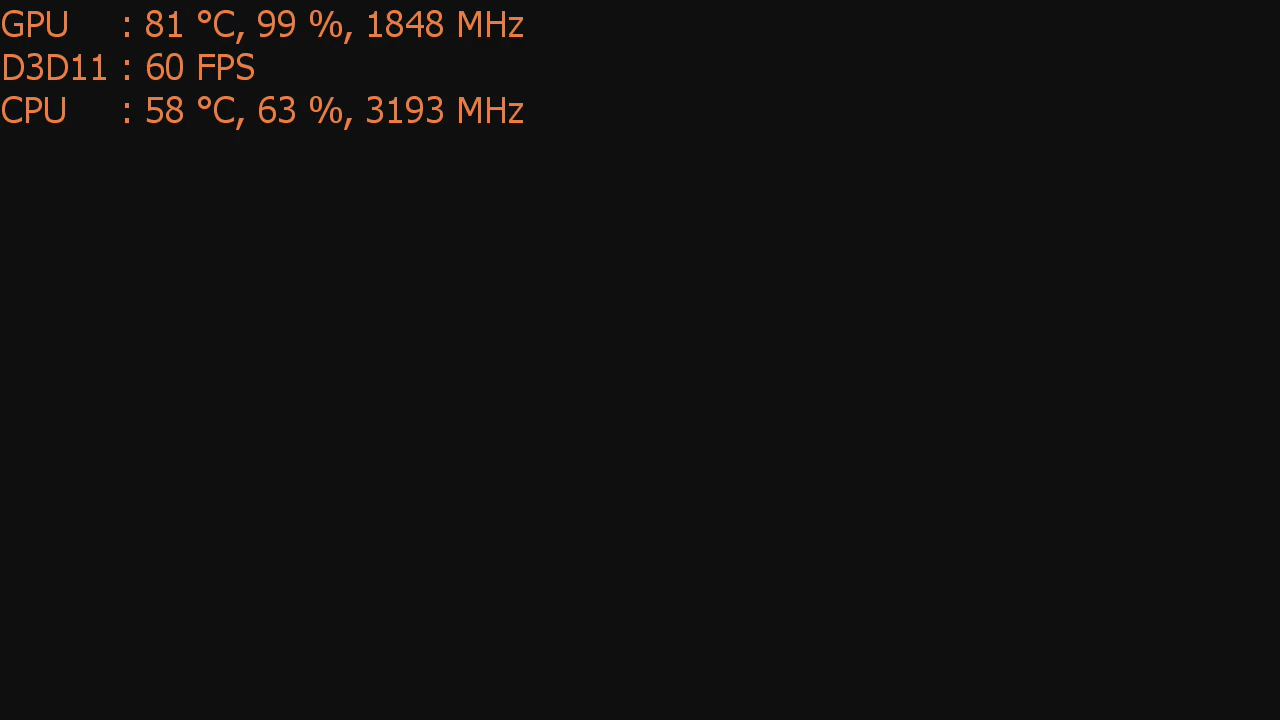 GPU : 81 °C, 99 %, 1848 MHz
D3D11 : 60 FPS
CPU : 58 °C, 63 %, 3193 MHz